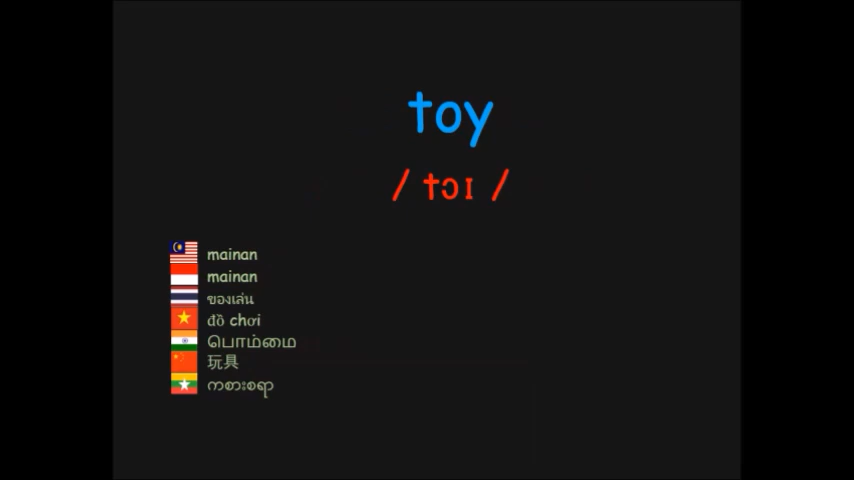 toy
/ tɔɪ /
mainan
mainan
ของเล่น
đồ chơi
பொம்மை
玩具
ကစားစရာ